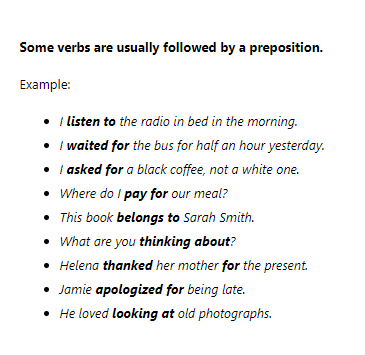 Some verbs are usually followed by a preposition.
Example:
I listen to the radio in bed in the morning.
I waited for the bus for half an hour yesterday.
I asked for a black coffee, not a white one.
Where do I pay for our meal?
This book belongs to Sarah Smith.
What are you thinking about?
Helena thanked her mother for the present.
Jamie apologized for being late.
He loved looking at old photographs.